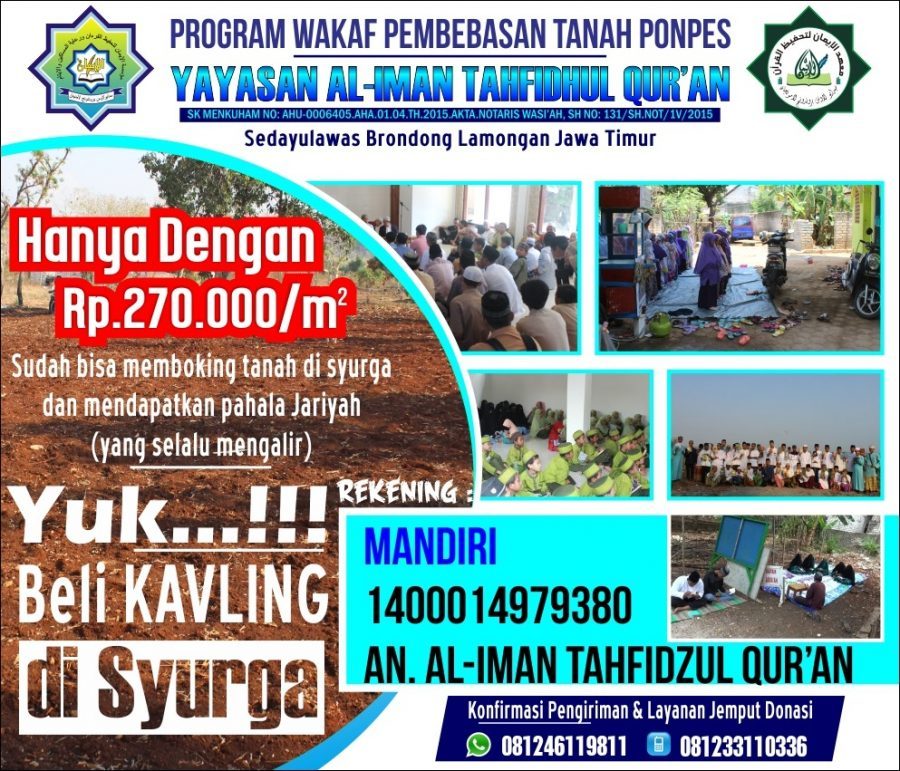 PROGRAM WAKAF PEMBEBASAN TANAH PONPES
YAYASAN AL-IMAN TAHFIDHUL QUR'AN
SK MENKUHAM NO: AHU-0006405.AHA.01.04.TH.2015.AKTA.NOTARIS WASI'AH, SH NO: 131/SH.NOT/1V/2015
Sedayulawas Brondong Lamongan Jawa Timur
معهد الإيمان لتحفيظ القرآن
Hanya Dengan
Rp.270.000/m²
Sudah bisa memboking tanah di syurga
dan mendapatkan pahala Jariyah
(yang selalu mengalir)
Yuk...!!!
Beli KAVLING
di Syurga
REKENING :
MANDIRI
1400014979380
AN. AL-IMAN TAHFIDZUL QUR'AN
Konfirmasi Pengiriman & Layanan Jemput Donasi
081246119811 081233110336